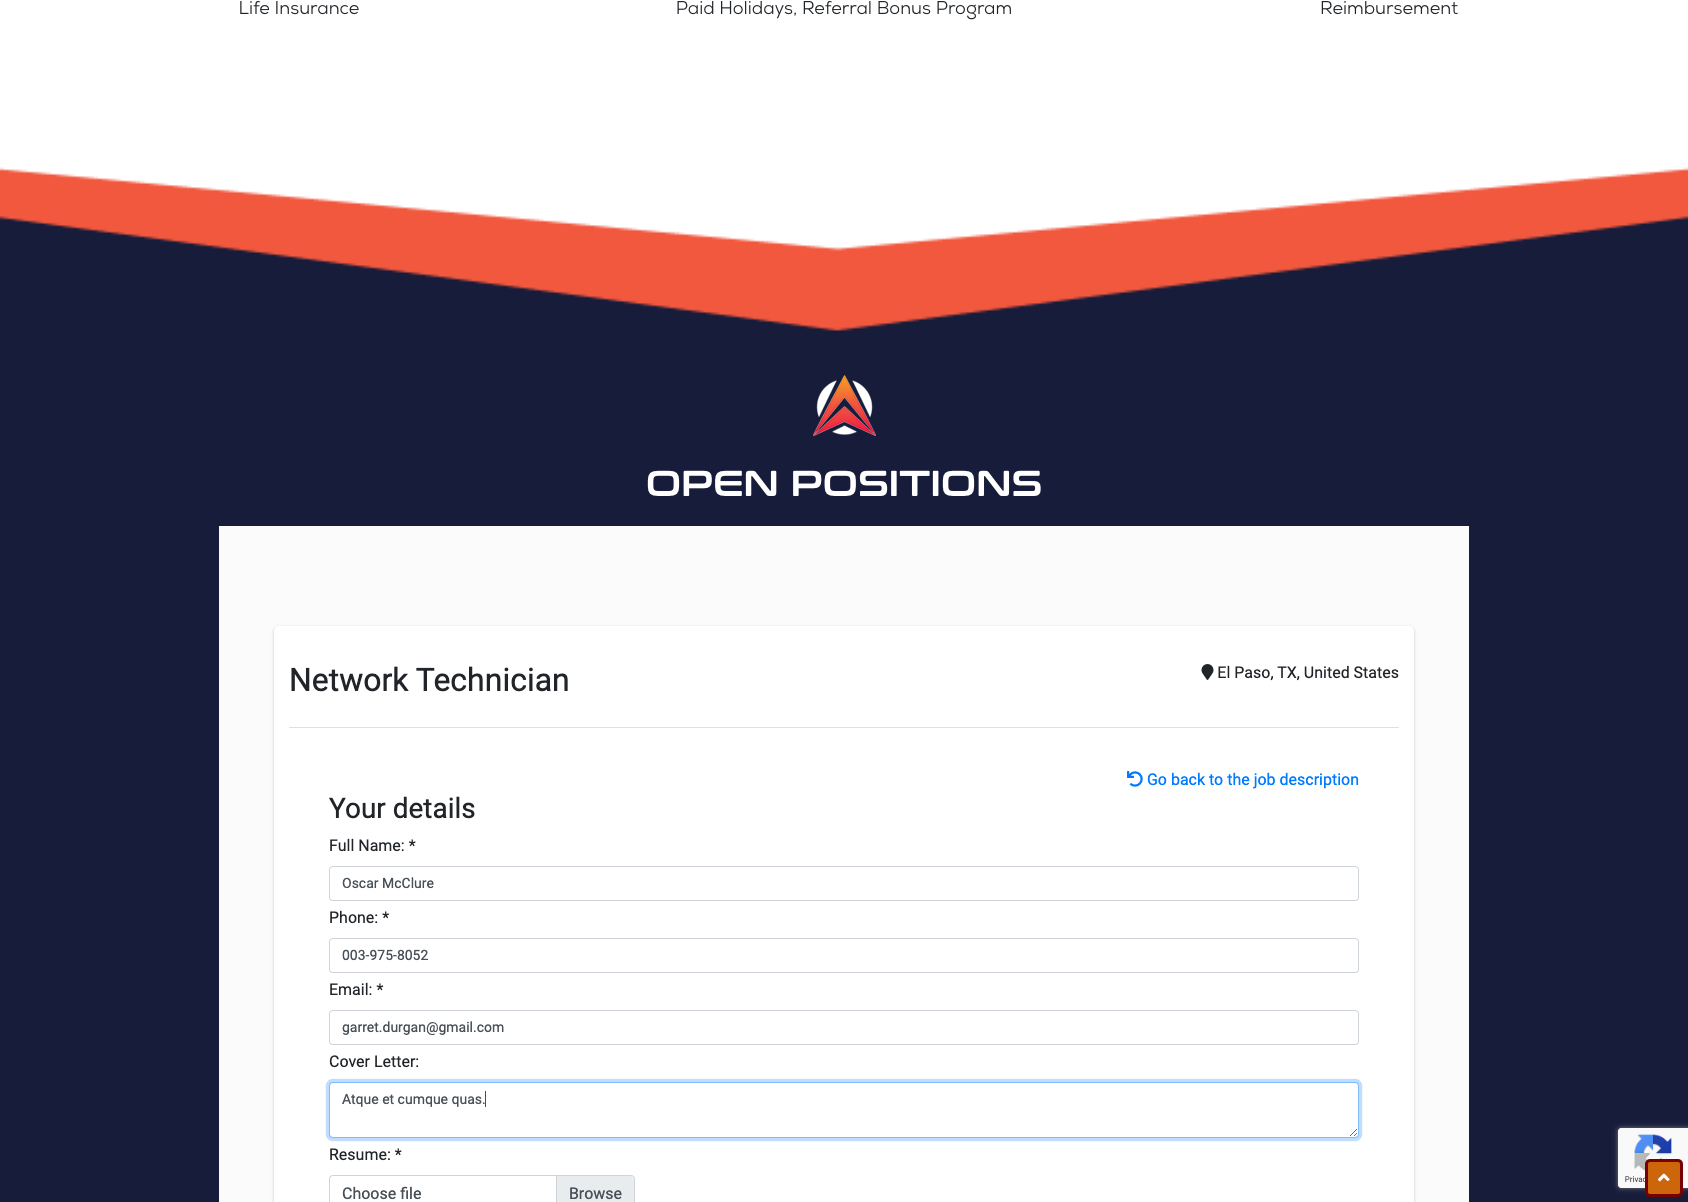 Life Insurance
Paid Holidays, Referral Bonus Program
Reimbursement
OPEN POSITIONS
Network Technician
El Paso, TX, United States
Go back to the job description
Your details
Full Name: *
Oscar McClure
Phone: *
003-975-8052
Email: *
garret.durgan@gmail.com
Cover Letter:
Atque et cumque quas.
Resume: *
Choose file
Browse